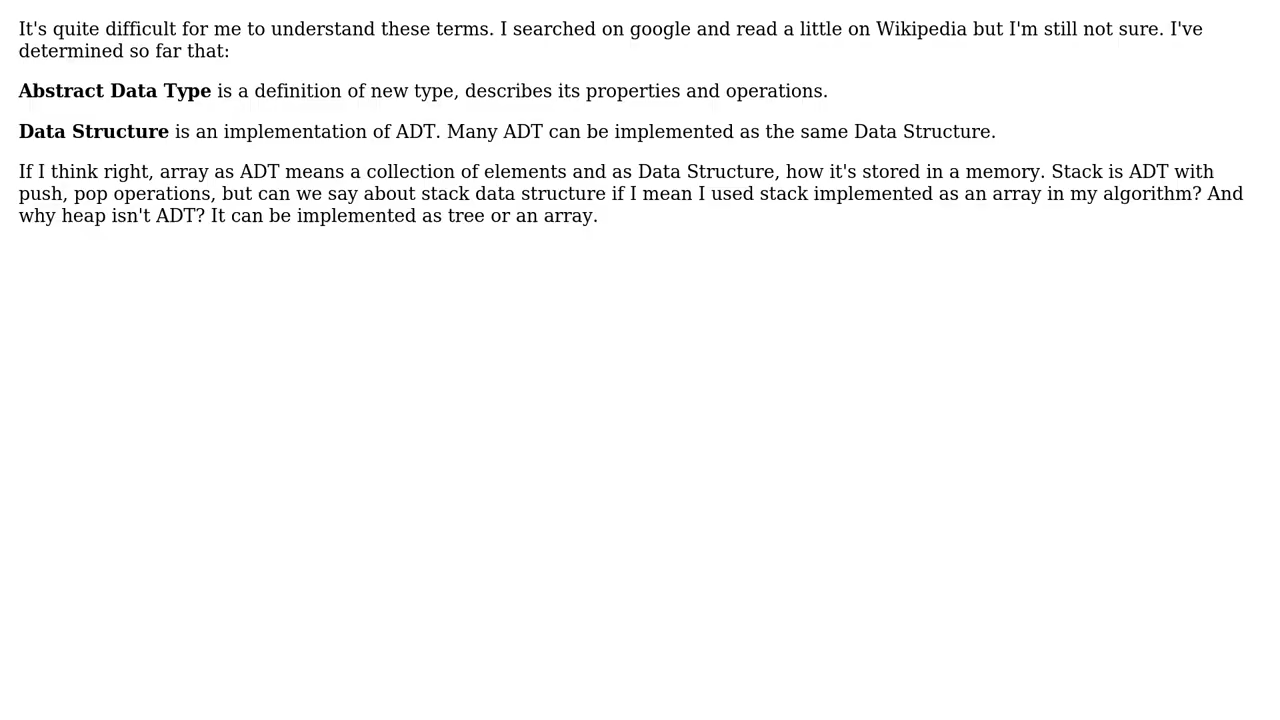 It's quite difficult for me to understand these terms. I searched on google and read a little on Wikipedia but I'm still not sure. I've
determined so far that:
Abstract Data Type is a definition of new type, describes its properties and operations.
Data Structure is an implementation of ADT. Many ADT can be implemented as the same Data Structure.
If I think right, array as ADT means a collection of elements and as Data Structure, how it's stored in a memory. Stack is ADT with
push, pop operations, but can we say about stack data structure if I mean I used stack implemented as an array in my algorithm? And
why heap isn't ADT? It can be implemented as tree or an array.